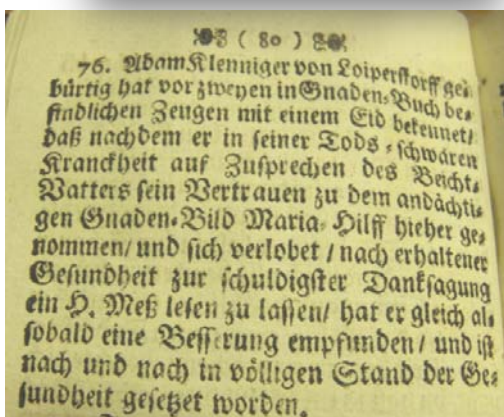 ( 80 )
76. Adam Klenniger von Loiperstorff ge⸗
bürtig hat vor zweyen in Gnaden⸗Buch be⸗
findlichen Zeugen mit einem Eid bekennet/
daß nachdem er in seiner Tods⸗schwären
Kranckheit auf Zusprechen des Beicht⸗
Vatters sein Vertrauen zu dem andächti⸗
gen Gnaden⸗Bild Maria⸗Hilff hieher ge⸗
nommen/ und sich verlobet / nach erhaltener
Gesundheit zur schuldigster Dancksagung
ein H. Meß lesen zu lassen/ hat er gleich al⸗
sobald eine Besserung empfunden/ und ist
nach und nach in völligen Stand der Ge⸗
sundheit gesetzet worden.